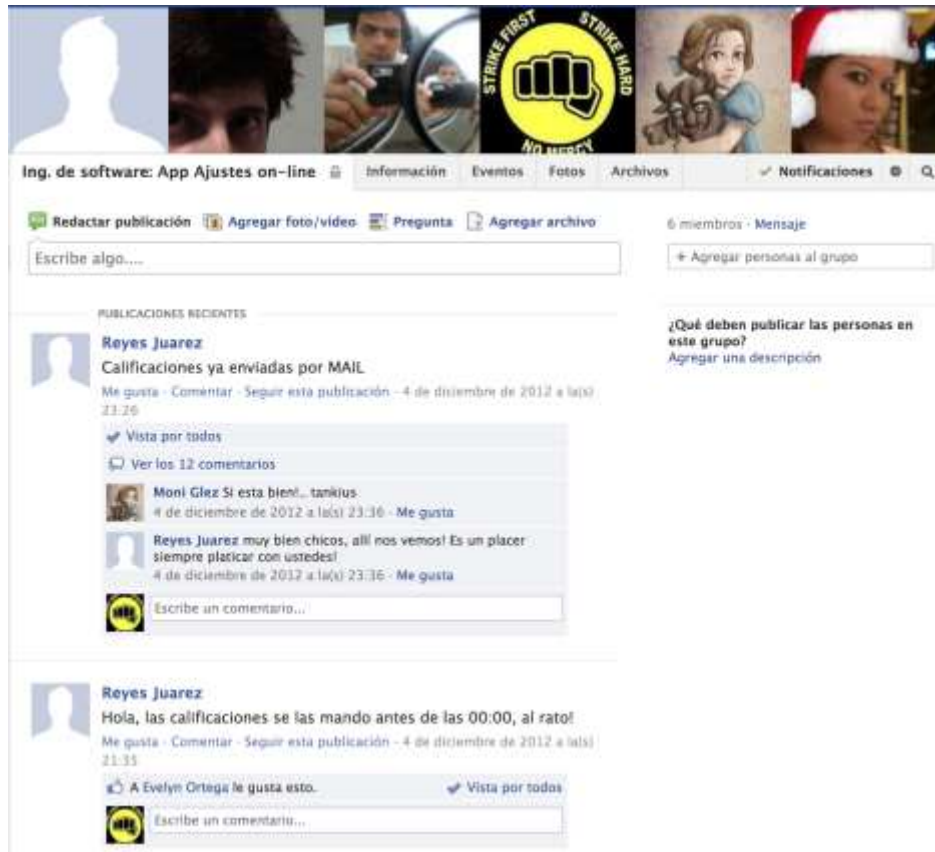 STRIKE FIRST
STRIKE HARD
NO MERCY
Ing. de software: App Ajustes on-line
Información
Eventos
Fotos
Archivos
Notificaciones
Redactar publicación
Agregar foto/video
Pregunta
Agregar archivo
6 miembros · Mensaje
Escribe algo....
+ Agregar personas al grupo
PUBLICACIONES RECIENTES
¿Qué deben publicar las personas en
este grupo?
Agregar una descripción
Reyes Juarez
Calificaciones ya enviadas por MAIL
Me gusta · Comentar · Seguir esta publicación · 4 de diciembre de 2012 a la(s)
23:26
Vista por todos
Ver los 12 comentarios
Moni Glez Si esta bien!.. tankius
4 de diciembre de 2012 a la(s) 23:36 · Me gusta
Reyes Juarez muy bien chicos, allí nos vemos! Es un placer
siempre platicar con ustedes!
4 de diciembre de 2012 a la(s) 23:36 · Me gusta
Escribe un comentario...
Reyes Juarez
Hola, las calificaciones se las mando antes de las 00:00, al rato!
Me gusta · Comentar · Seguir esta publicación · 4 de diciembre de 2012 a la(s)
21:35
A Evelyn Ortega le gusta esto.
Vista por todos
Escribe un comentario...